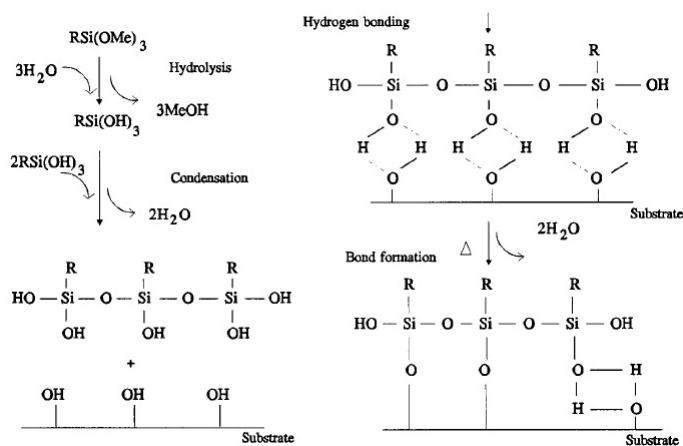 RSi(OMe)3
3H2O Hydrolysis
3MeOH
RSi(OH)3
2RSi(OH)3 Condensation
2H2O
R R R
HO Si O Si O Si OH
OH OH OH
+
OH OH OH
Substrate
Hydrogen bonding
R R R
HO Si O Si O Si OH
O O O
H H H H H H
O O O
Substrate
Δ 2H2O
Bond formation
R R R
HO Si O Si O Si OH
O O O H
H O
Substrate